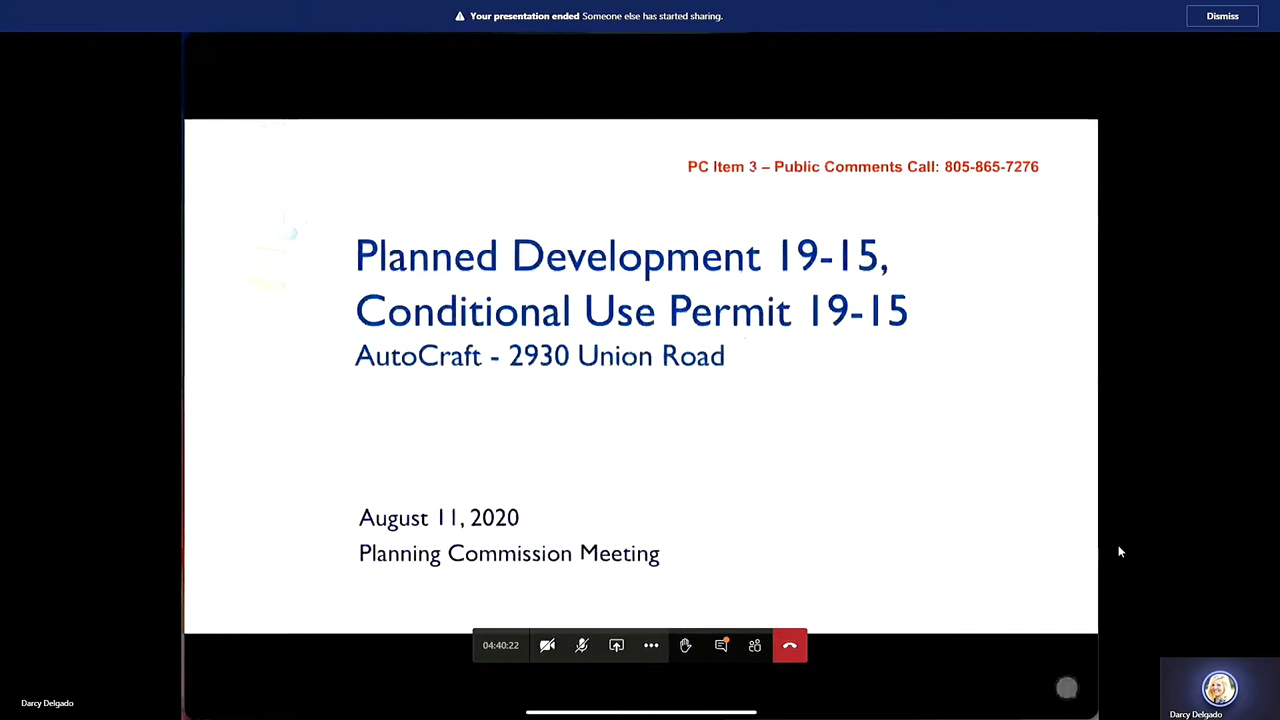 Your presentation ended Someone else has started sharing.
Dismiss
PC Item 3 – Public Comments Call: 805-865-7276
Planned Development 19-15,
Conditional Use Permit 19-15
AutoCraft - 2930 Union Road
August 11, 2020
Planning Commission Meeting
04:40:22
Darcy Delgado
Darcy Delgado